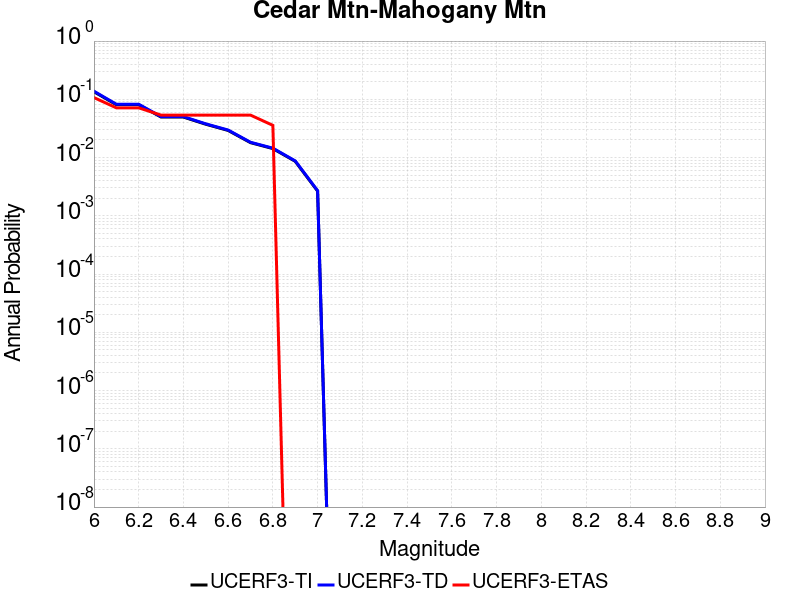 Cedar Mtn-Mahogany Mtn
10^0
10^-1
10^-2
10^-3
10^-4
10^-5
10^-6
10^-7
10^-8
Annual Probability
6 6.2 6.4 6.6 6.8 7 7.2 7.4 7.6 7.8 8 8.2 8.4 8.6 8.8 9
Magnitude
UCERF3-TI UCERF3-TD UCERF3-ETAS